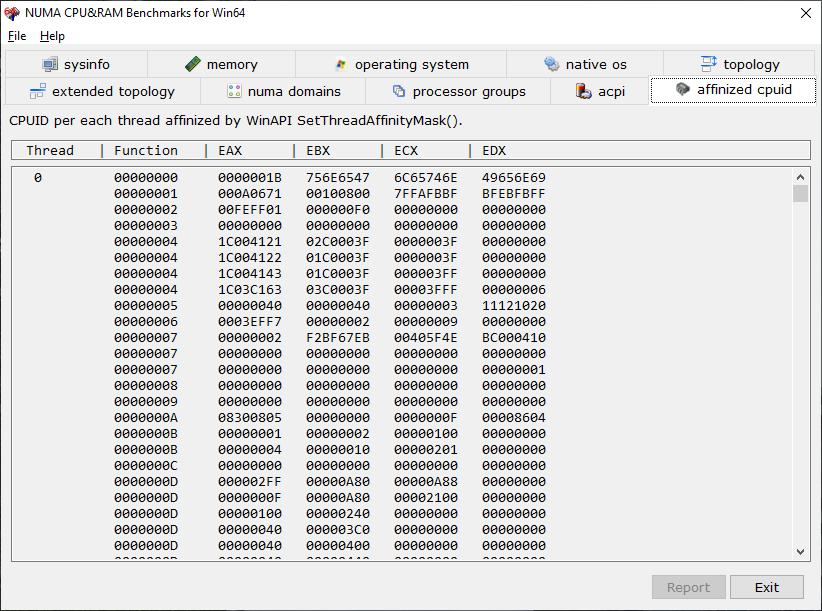 NUMA CPU&RAM Benchmarks for Win64
File Help
sysinfo memory operating system native os topology
extended topology numa domains processor groups acpi affinized cpuid
CPUID per each thread affinized by WinAPI SetThreadAffinityMask().
Thread Function EAX EBX ECX EDX
0 00000000 0000001B 756E6547 6C65746E 49656E69
00000001 000A0671 00100800 7FFAFBBF BFEBFBFF
00000002 00FEFF01 000000F0 00000000 00000000
00000003 00000000 00000000 00000000 00000000
00000004 1C004121 02C0003F 0000003F 00000000
00000004 1C004122 01C0003F 0000003F 00000000
00000004 1C004143 01C0003F 000003FF 00000000
00000004 1C03C163 03C0003F 00003FFF 00000006
00000005 00000040 00000040 00000003 11121020
00000006 0003EFF7 00000002 00000009 00000000
00000007 00000002 F2BF67EB 00405F4E BC000410
00000007 00000000 00000000 00000000 00000000
00000007 00000000 00000000 00000000 00000001
00000008 00000000 00000000 00000000 00000000
00000009 00000000 00000000 00000000 00000000
0000000A 08300805 00000000 0000000F 00008604
0000000B 00000001 00000002 00000100 00000000
0000000B 00000004 00000010 00000201 00000000
0000000C 00000000 00000000 00000000 00000000
0000000D 000002FF 00000A80 00000A88 00000000
0000000D 0000000F 00000A80 00002100 00000000
0000000D 00000100 00000240 00000000 00000000
0000000D 00000040 000003C0 00000000 00000000
0000000D 00000040 00000400 00000000 00000000
Report Exit